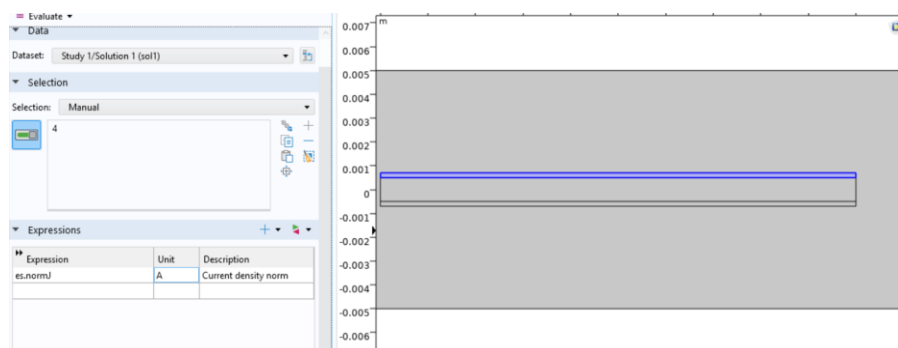 = Evaluate
Data
Dataset: Study 1/Solution 1 (sol1)
Selection
Selection: Manual
4
Expressions
Expression Unit Description
es.normJ A Current density norm
m
0.007
0.006
0.005
0.004
0.003
0.002
0.001
0
-0.001
-0.002
-0.003
-0.004
-0.005
-0.006